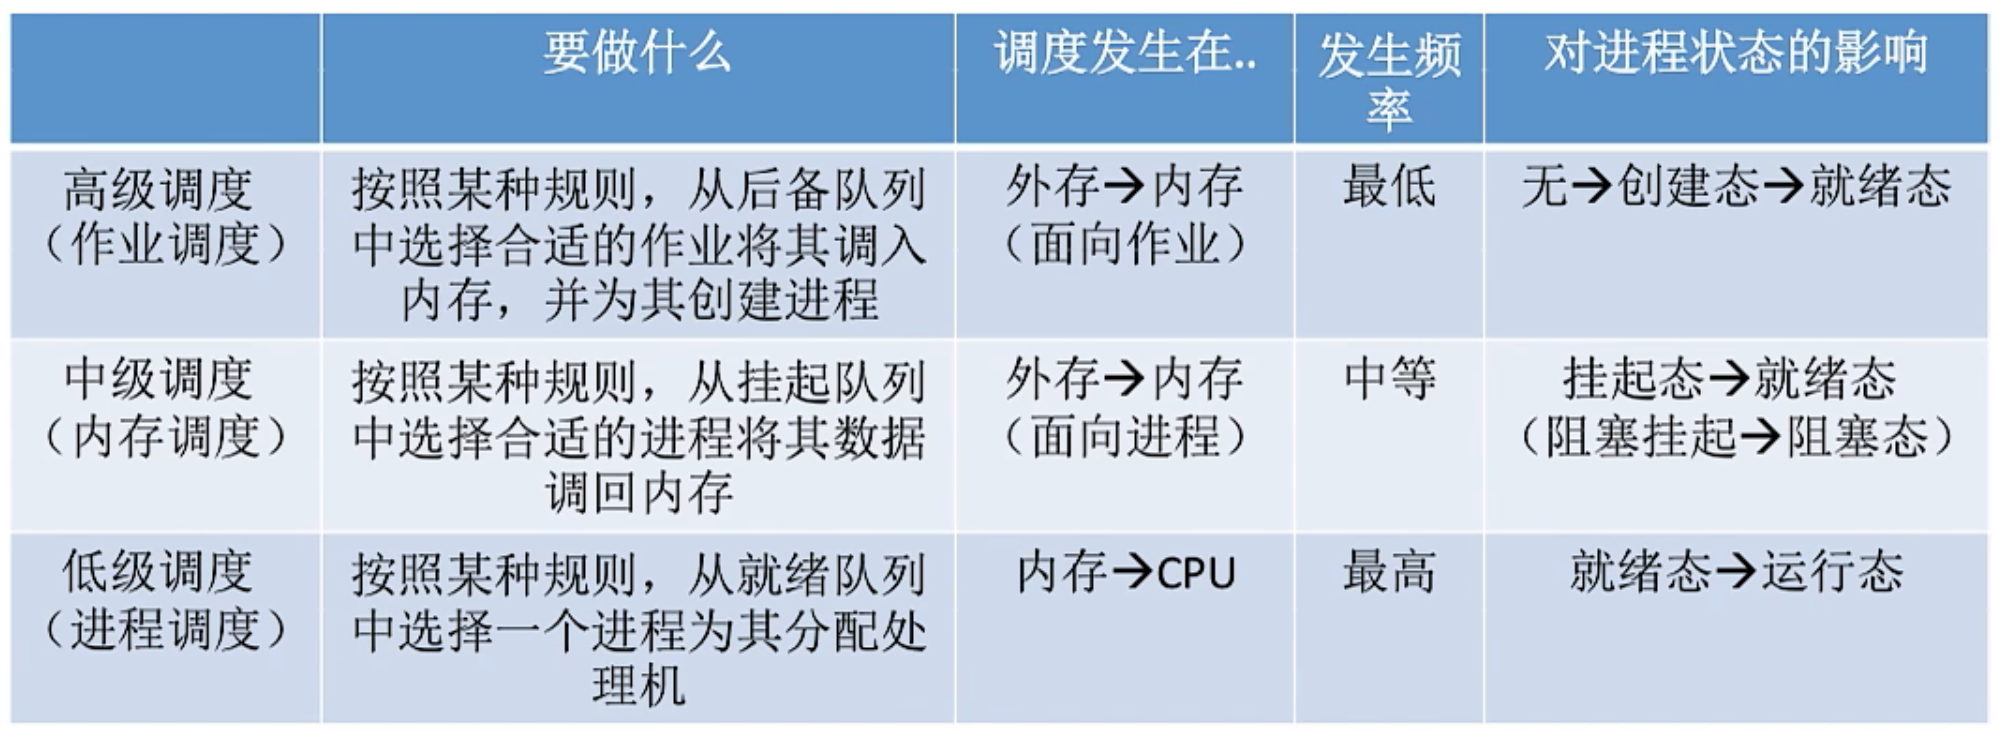 要做什么
调度发生在..
发生频
率
对进程状态的影响
高级调度
（作业调度）
按照某种规则，从后备队列
中选择合适的作业将其调入
内存，并为其创建进程
外存→内存
（面向作业）
最低
无→创建态→就绪态
中级调度
（内存调度）
按照某种规则，从挂起队列
中选择合适的进程将其数据
调回内存
外存→内存
（面向进程）
中等
挂起态→就绪态
（阻塞挂起→阻塞态）
低级调度
（进程调度）
按照某种规则，从就绪队列
中选择一个进程为其分配处
理机
内存→CPU
最高
就绪态→运行态